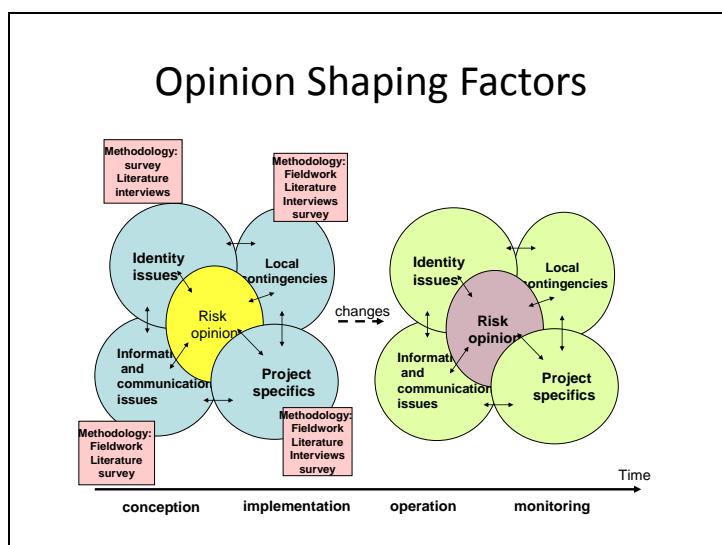 Opinion Shaping Factors
Methodology:
survey
Literature
interviews
Methodology:
Fieldwork
Literature
Interviews
survey
Identity
issues
Local
contingencies
Risk
opinion
Information
and
communication
issues
Project
specifics
Methodology:
Fieldwork
Literature
survey
Methodology:
Fieldwork
Literature
Interviews
survey
changes
Identity
issues
Local
contingencies
Risk
opinion
Information
and
communication
issues
Project
specifics
Time
conception implementation operation monitoring